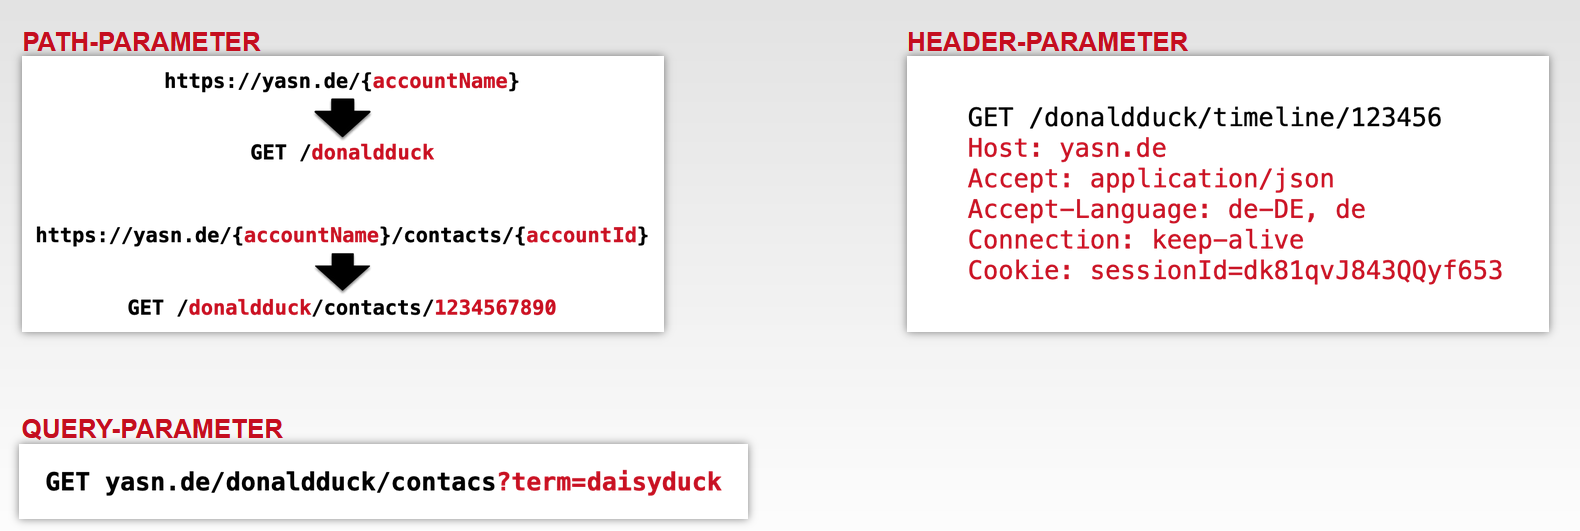 PATH-PARAMETER
https://yasn.de/{accountName}
GET /donaldduck
https://yasn.de/{accountName}/contacts/{accountId}
GET /donaldduck/contacts/1234567890
HEADER-PARAMETER
GET /donaldduck/timeline/123456
Host: yasn.de
Accept: application/json
Accept-Language: de-DE, de
Connection: keep-alive
Cookie: sessionId=dk81qvJ843QQyf653
QUERY-PARAMETER
GET yasn.de/donaldduck/contacs?term=daisyduck